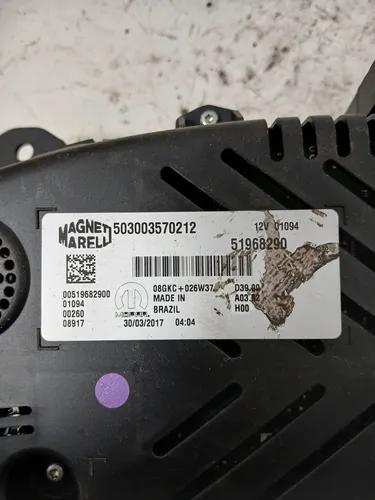 MAGNETI
MARELLI
503003570212
12V 01094
51968290
00519682900
01094
00260
08917
08GKC+026W37
MADE IN
BRAZIL
D39.00
A03.02
H00
30/03/2017 04:04